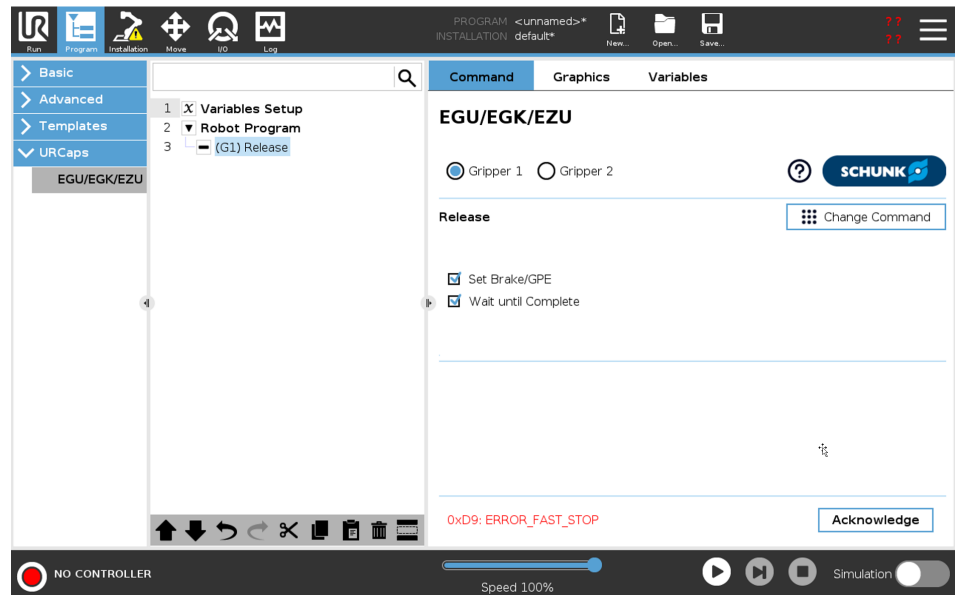 PROGRAM <unnamed>*
INSTALLATION default*
Run
Program
Installation
Move
I/O
Log
New...
Open...
Save...
? ?
? ?
Basic
Advanced
Templates
URCaps
EGU/EGK/EZU
1 X Variables Setup
2 Robot Program
3 (G1) Release
Command
Graphics
Variables
EGU/EGK/EZU
Gripper 1
Gripper 2
SCHUNK
Release
Change Command
Set Brake/GPE
Wait until Complete
0xD9: ERROR_FAST_STOP
Acknowledge
NO CONTROLLER
Speed 100%
Simulation